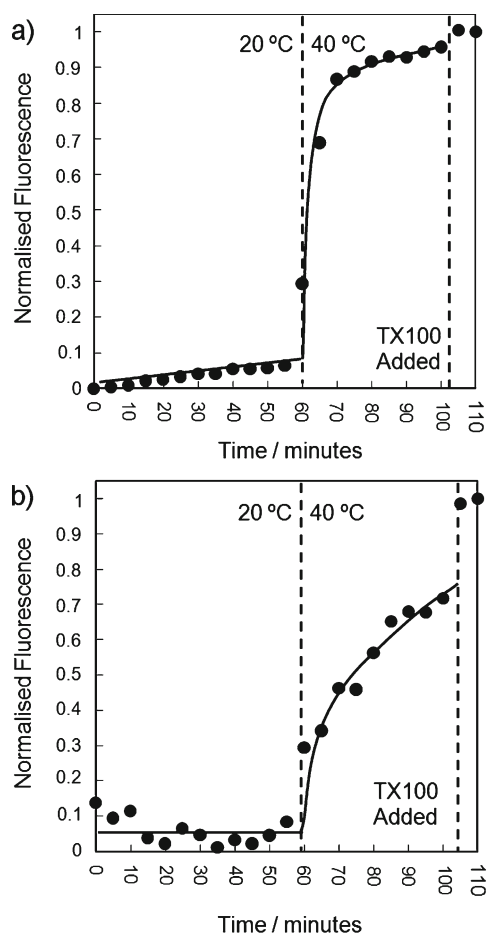 a)
20 ºC 40 ºC
1
0.9
0.8
0.7
0.6
0.5
0.4
0.3
0.2
0.1
0
Normalised Fluorescence
TX100
Added
0 10 20 30 40 50 60 70 80 90 100 110
Time / minutes
b)
20 ºC 40 ºC
1
0.9
0.8
0.7
0.6
0.5
0.4
0.3
0.2
0.1
0
Normalised Fluorescence
TX100
Added
0 10 20 30 40 50 60 70 80 90 100 110
Time / minutes